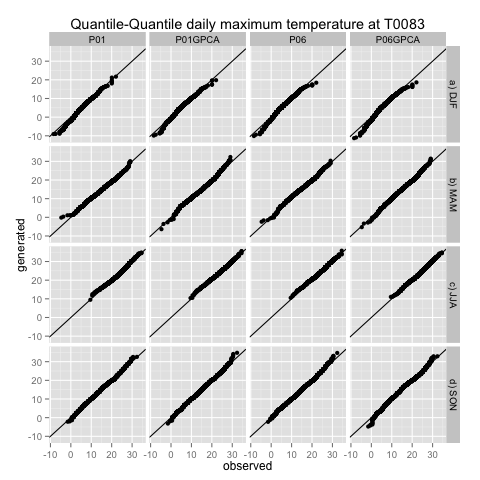 Quantile-Quantile daily maximum temperature at T0083
P01 P01GPCA P06 P06GPCA
30
20
10
0
-10
a) DJF
30
20
10
0
-10
b) MAM
30
20
10
0
-10
c) JJA
30
20
10
0
-10
d) SON
generated
-10 0 10 20 30 -10 0 10 20 30 -10 0 10 20 30 -10 0 10 20 30
observed